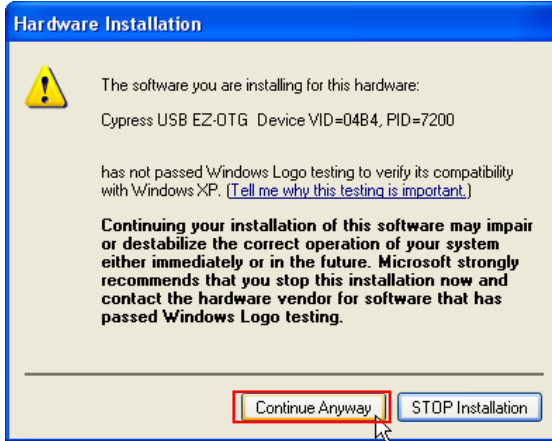 Hardware Installation
The software you are installing for this hardware:
Cypress USB EZ-OTG Device VID=04B4, PID=7200
has not passed Windows Logo testing to verify its compatibility
with Windows XP. (Tell me why this testing is important.)
Continuing your installation of this software may impair
or destabilize the correct operation of your system
either immediately or in the future. Microsoft strongly
recommends that you stop this installation now and
contact the hardware vendor for software that has
passed Windows Logo testing.
Continue Anyway STOP Installation